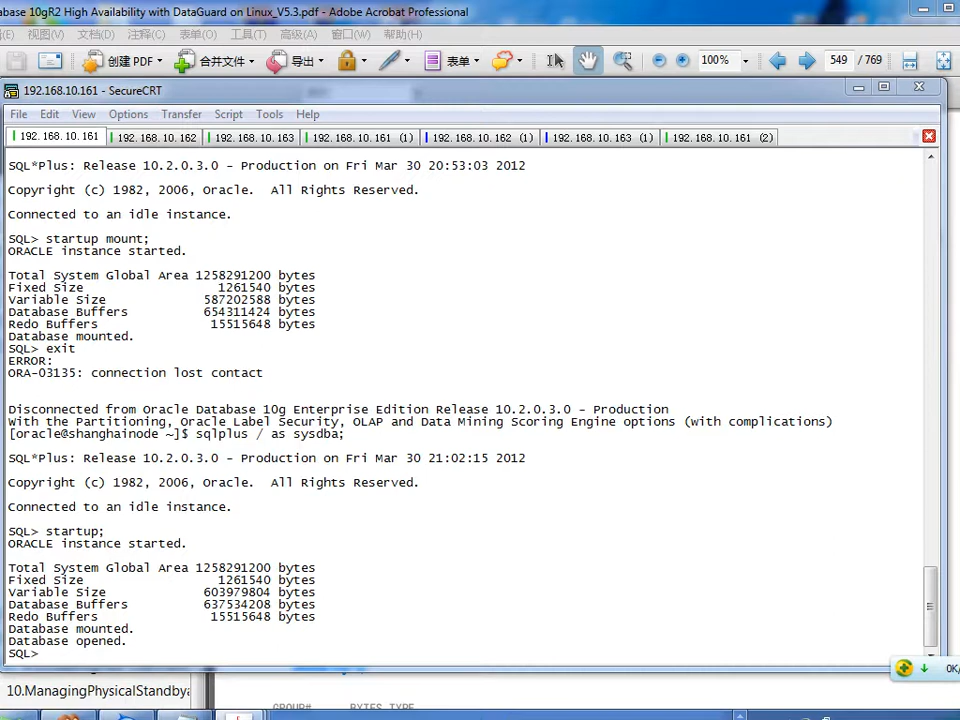 abase 10gR2 High Availability with DataGuard on Linux_V5.3.pdf - Adobe Acrobat Professional
(E) 视图(V) 文档(D) 注释(C) 表单(O) 工具(T) 高级(A) 窗口(W) 帮助(H)
创建 PDF 合并文件 导出 表单 100% 549 / 769
192.168.10.161 - SecureCRT
File Edit View Options Transfer Script Tools Help
192.168.10.161 192.168.10.162 192.168.10.163 192.168.10.161 (1) 192.168.10.162 (1) 192.168.10.163 (1) 192.168.10.161 (2)
SQL*Plus: Release 10.2.0.3.0 - Production on Fri Mar 30 20:53:03 2012
Copyright (c) 1982, 2006, Oracle.  All Rights Reserved.
Connected to an idle instance.
SQL> startup mount;
ORACLE instance started.
Total System Global Area 1258291200 bytes
Fixed Size                  1261540 bytes
Variable Size             587202588 bytes
Database Buffers          654311424 bytes
Redo Buffers               15515648 bytes
Database mounted.
SQL> exit
ERROR:
ORA-03135: connection lost contact
Disconnected from Oracle Database 10g Enterprise Edition Release 10.2.0.3.0 - Production
With the Partitioning, Oracle Label Security, OLAP and Data Mining Scoring Engine options (with complications)
[oracle@shanghainode ~]$ sqlplus / as sysdba;
SQL*Plus: Release 10.2.0.3.0 - Production on Fri Mar 30 21:02:15 2012
Copyright (c) 1982, 2006, Oracle.  All Rights Reserved.
Connected to an idle instance.
SQL> startup;
ORACLE instance started.
Total System Global Area 1258291200 bytes
Fixed Size                  1261540 bytes
Variable Size             603979804 bytes
Database Buffers          637534208 bytes
Redo Buffers               15515648 bytes
Database mounted.
Database opened.
SQL>
0K/
10.ManagingPhysicalStandbya
GROUP# BYTES TYPE